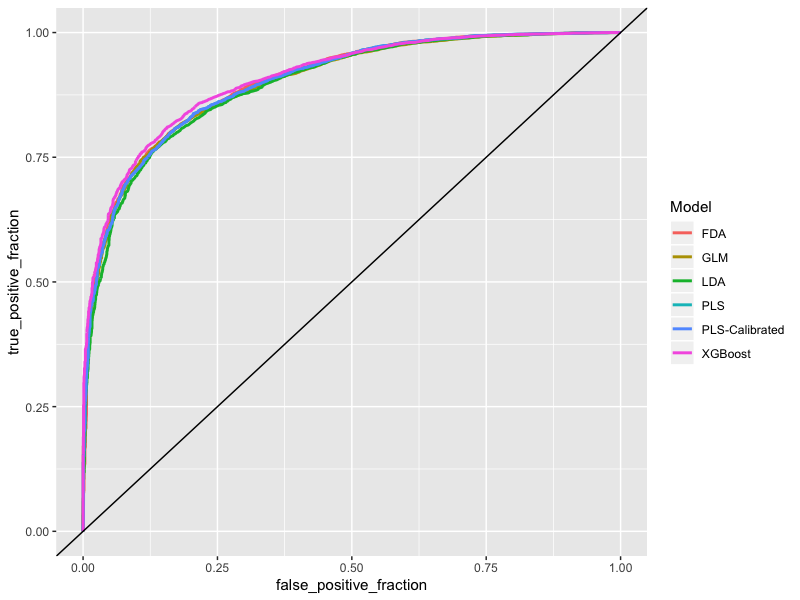 1.00
0.75
0.50
0.25
0.00
true_positive_fraction
0.00 0.25 0.50 0.75 1.00
false_positive_fraction
Model
FDA
GLM
LDA
PLS
PLS-Calibrated
XGBoost